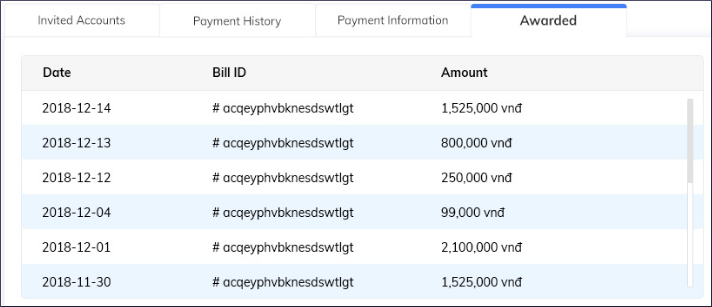 Invited Accounts Payment History Payment Information Awarded
Date Bill ID Amount
2018-12-14 # acqeyphvbknesdswtlgt 1,525,000 vnđ
2018-12-13 # acqeyphvbknesdswtlgt 800,000 vnđ
2018-12-12 # acqeyphvbknesdswtlgt 250,000 vnđ
2018-12-04 # acqeyphvbknesdswtlgt 99,000 vnđ
2018-12-01 # acqeyphvbknesdswtlgt 2,100,000 vnđ
2018-11-30 # acqeyphvbknesdswtlgt 1,525,000 vnđ